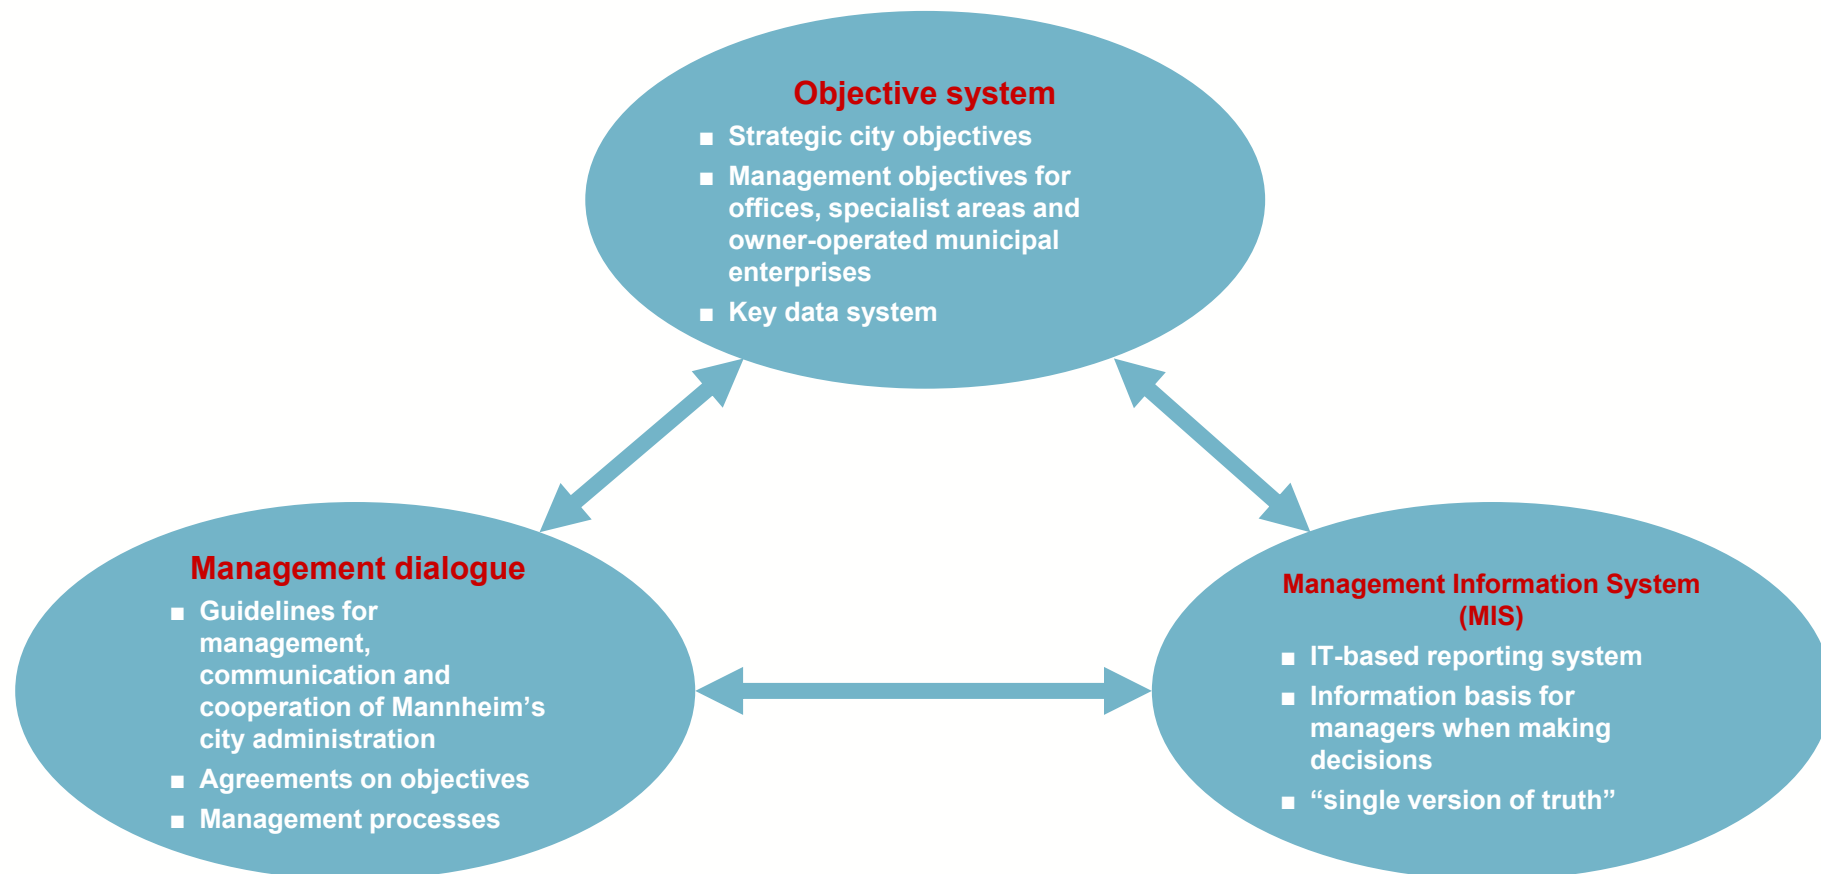 Objective system
■ Strategic city objectives
■ Management objectives for
offices, specialist areas and
owner-operated municipal
enterprises
■ Key data system
Management dialogue
■ Guidelines for
management,
communication and
cooperation of Mannheim’s
city administration
■ Agreements on objectives
■ Management processes
Management Information System
(MIS)
■ IT-based reporting system
■ Information basis for
managers when making
decisions
■ “single version of truth”